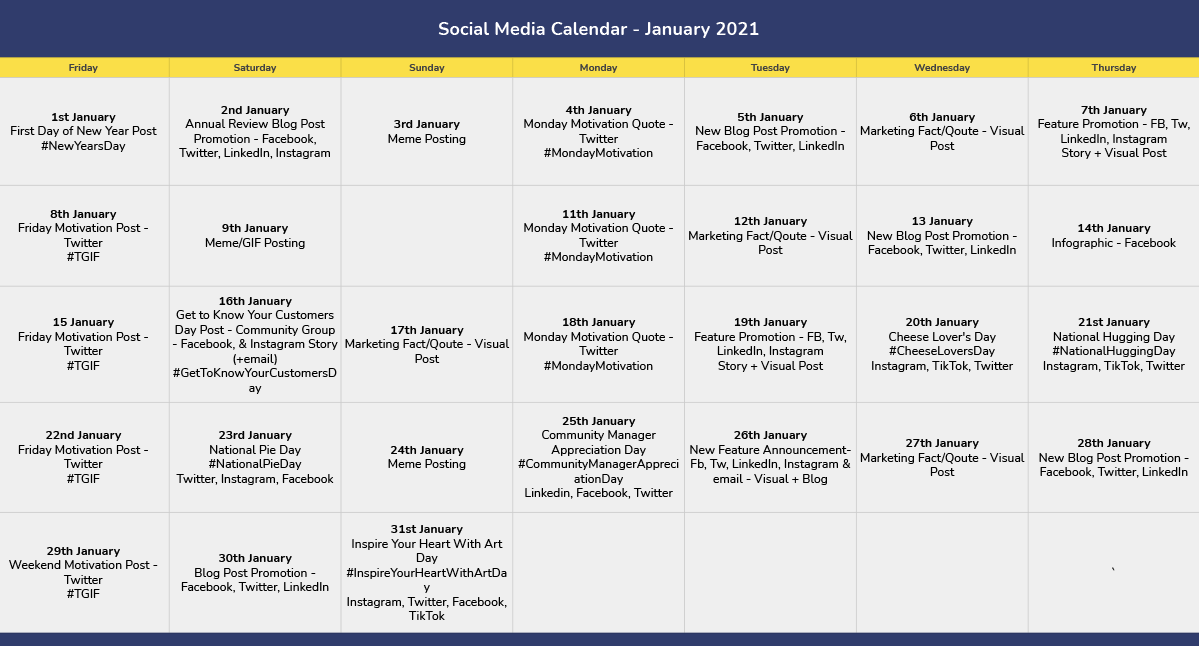 Social Media Calendar - January 2021
Friday
Saturday
Sunday
Monday
Tuesday
Wednesday
Thursday
1st January
First Day of New Year Post
#NewYearsDay
2nd January
Annual Review Blog Post
Promotion - Facebook,
Twitter, LinkedIn, Instagram
3rd January
Meme Posting
4th January
Monday Motivation Quote -
Twitter
#MondayMotivation
5th January
New Blog Post Promotion -
Facebook, Twitter, LinkedIn
6th January
Marketing Fact/Qoute - Visual
Post
7th January
Feature Promotion - FB, Tw,
LinkedIn, Instagram
Story + Visual Post
8th January
Friday Motivation Post -
Twitter
#TGIF
9th January
Meme/GIF Posting
11th January
Monday Motivation Quote -
Twitter
#MondayMotivation
12th January
Marketing Fact/Qoute - Visual
Post
13 January
New Blog Post Promotion -
Facebook, Twitter, LinkedIn
14th January
Infographic - Facebook
15 January
Friday Motivation Post -
Twitter
#TGIF
16th January
Get to Know Your Customers
Day Post - Community Group
- Facebook, & Instagram Story
(+email)
#GetToKnowYourCustomersD
ay
17th January
Marketing Fact/Qoute - Visual
Post
18th January
Monday Motivation Quote -
Twitter
#MondayMotivation
19th January
Feature Promotion - FB, Tw,
LinkedIn, Instagram
Story + Visual Post
20th January
Cheese Lover's Day
#CheeseLoversDay
Instagram, TikTok, Twitter
21st January
National Hugging Day
#NationalHuggingDay
Instagram, TikTok, Twitter
22nd January
Friday Motivation Post -
Twitter
#TGIF
23rd January
National Pie Day
#NationalPieDay
Twitter, Instagram, Facebook
24th January
Meme Posting
25th January
Community Manager
Appreciation Day
#CommunityManagerAppreci
ationDay
Linkedin, Facebook, Twitter
26th January
New Feature Announcement-
Fb, Tw, LinkedIn, Instagram &
email - Visual + Blog
27th January
Marketing Fact/Qoute - Visual
Post
28th January
New Blog Post Promotion -
Facebook, Twitter, LinkedIn
29th January
Weekend Motivation Post -
Twitter
#TGIF
30th January
Blog Post Promotion -
Facebook, Twitter, LinkedIn
31st January
Inspire Your Heart With Art
Day
#InspireYourHeartWithArtDa
y
Instagram, Twitter, Facebook,
TikTok
`